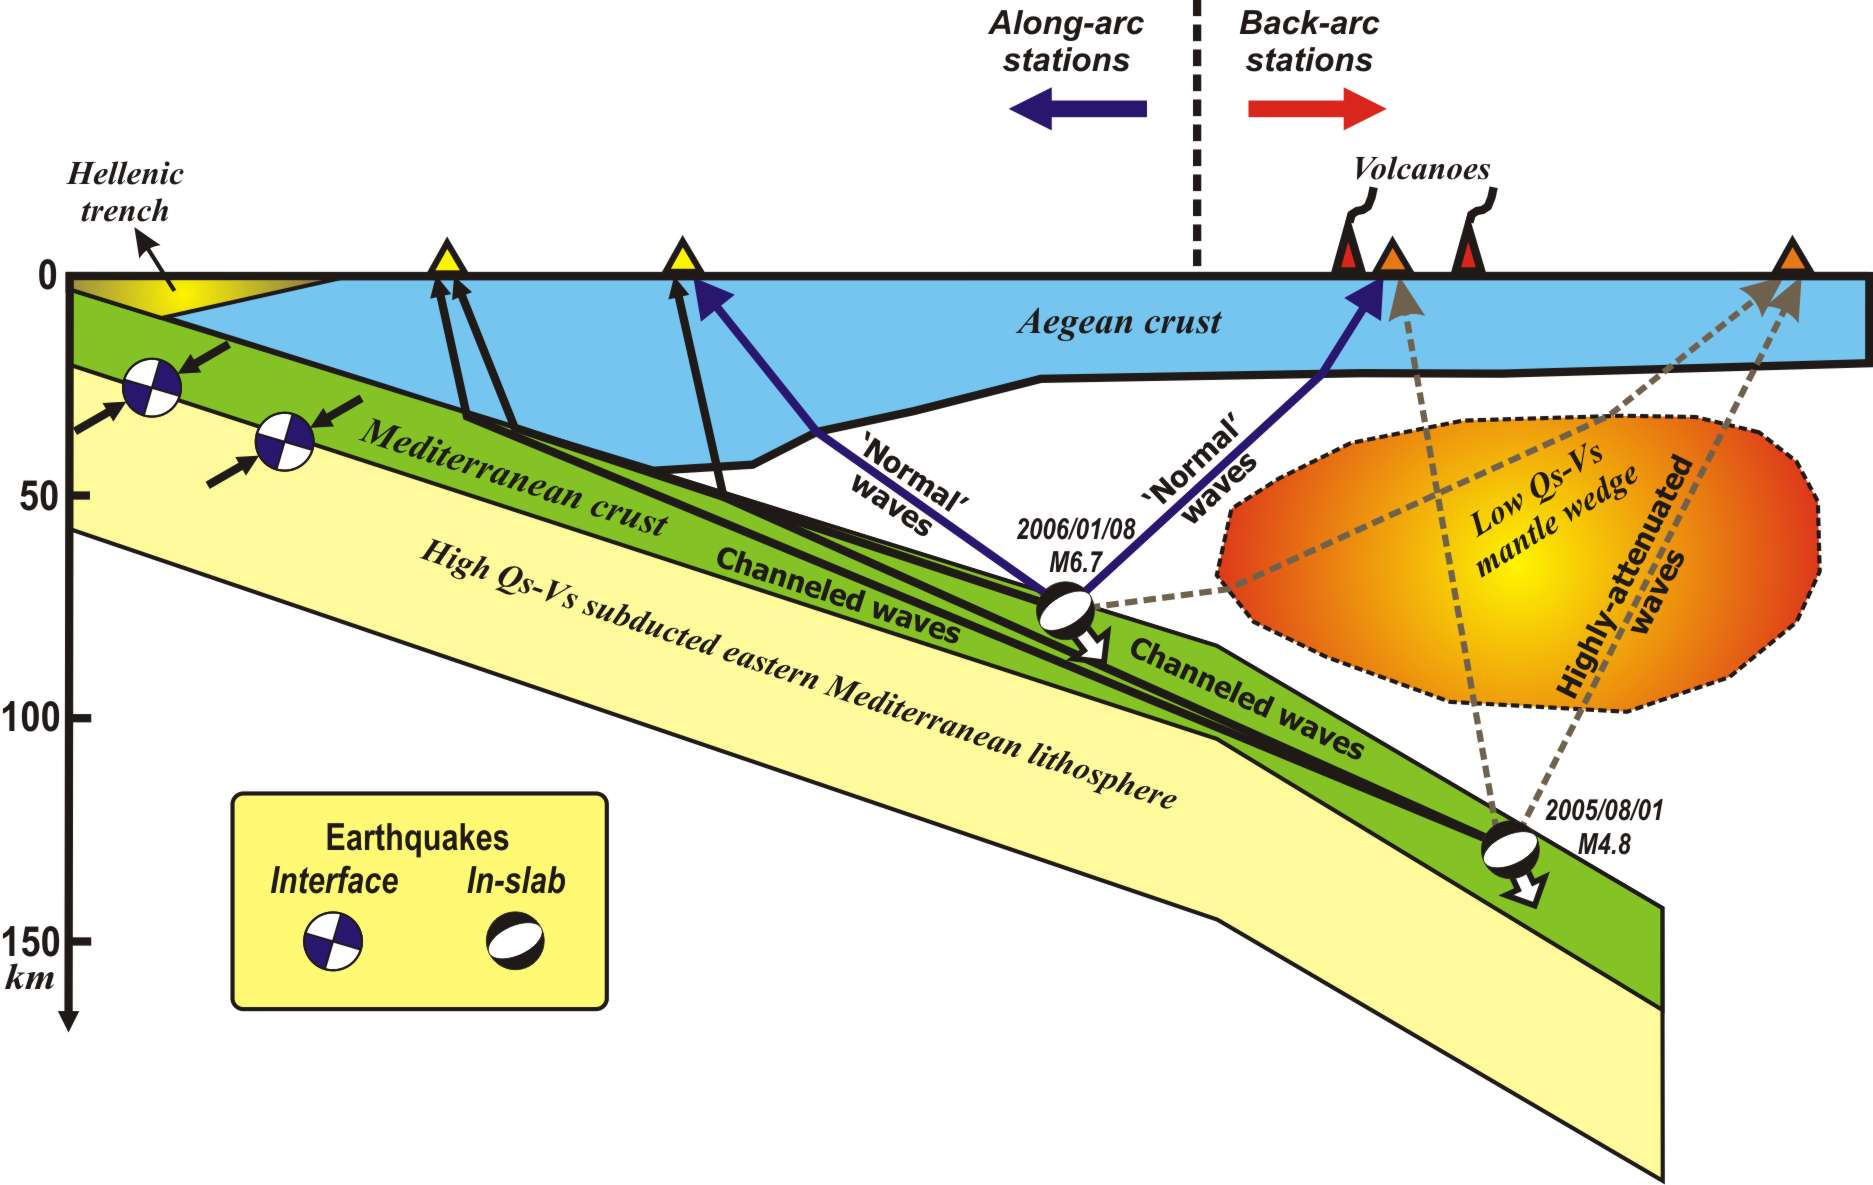 Along-arc
stations
Back-arc
stations
Hellenic
trench
Volcanoes
0
50
100
150
km
Aegean crust
Mediterranean crust
High Qs-Vs subducted eastern Mediterranean lithosphere
Channeled waves
Channeled waves
'Normal'
waves
'Normal'
waves
2006/01/08
M6.7
Low Qs-Vs
mantle wedge
Highly-attenuated
waves
2005/08/01
M4.8
Earthquakes
Interface
In-slab